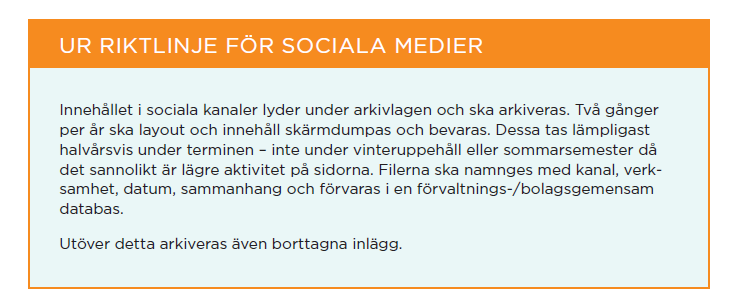 UR RIKTLINJE FÖR SOCIALA MEDIER
Innehållet i sociala kanaler lyder under arkivlagen och ska arkiveras. Två gånger
per år ska layout och innehåll skärmdumpas och bevaras. Dessa tas lämpligast
halvårsvis under terminen – inte under vinteruppehåll eller sommarsemester då
det sannolikt är lägre aktivitet på sidorna. Filerna ska namnges med kanal, verk-
samhet, datum, sammanhang och förvaras i en förvaltnings-/bolagsgemensam
databas.
Utöver detta arkiveras även borttagna inlägg.